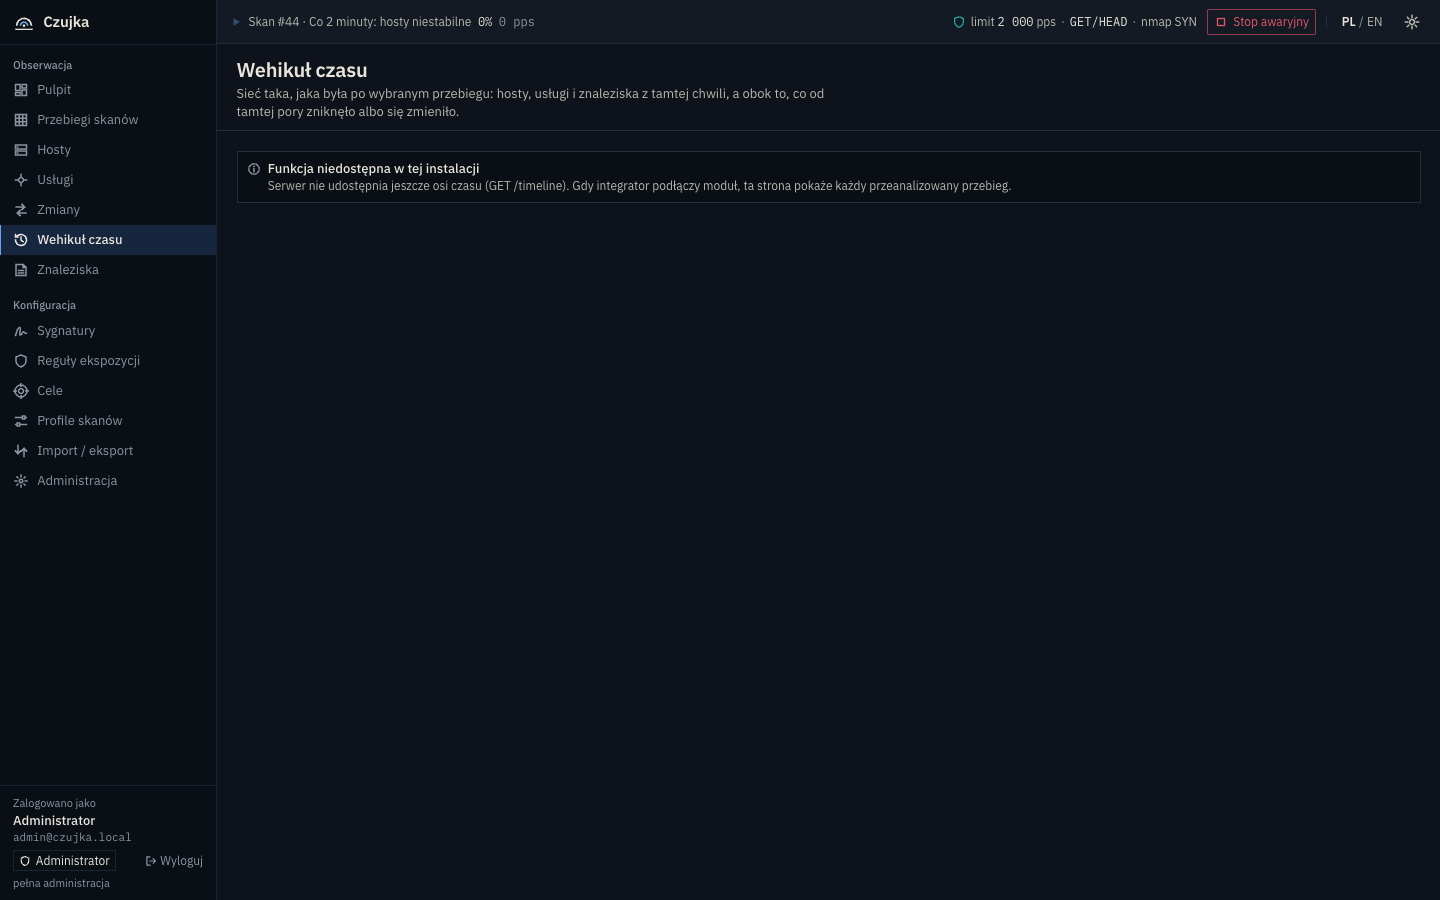 Czujka
Skan #44 · Co 2 minuty: hosty niestabilne 0% 0 pps
limit 2 000 pps · GET/HEAD · nmap SYN
Stop awaryjny
PL / EN
Obserwacja
Pulpit
Przebiegi skanów
Hosty
Usługi
Zmiany
Wehikuł czasu
Znaleziska
Konfiguracja
Sygnatury
Reguły ekspozycji
Cele
Profile skanów
Import / eksport
Administracja
Zalogowano jako
Administrator
admin@czujka.local
Administrator
Wyloguj
pełna administracja
Wehikuł czasu
Sieć taka, jaka była po wybranym przebiegu: hosty, usługi i znaleziska z tamtej chwili, a obok to, co od
tamtej pory zniknęło albo się zmieniło.
Funkcja niedostępna w tej instalacji
Serwer nie udostępnia jeszcze osi czasu (GET /timeline). Gdy integrator podłączy moduł, ta strona pokaże każdy przeanalizowany przebieg.